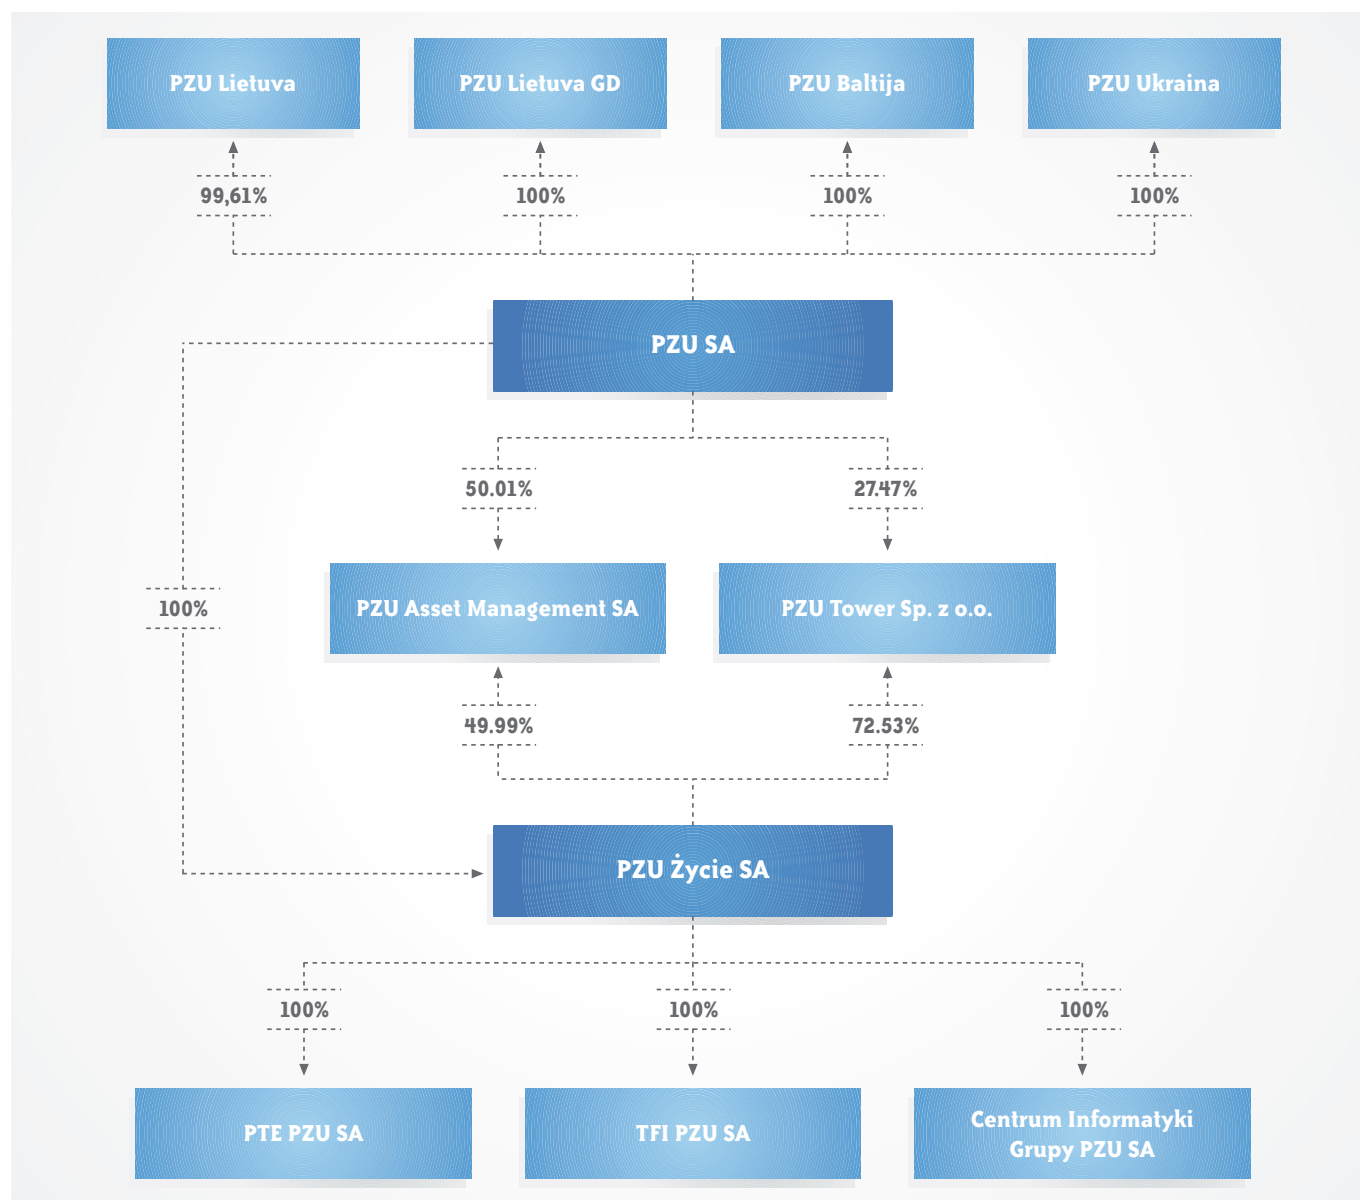 PZU Lietuva
PZU Lietuva GD
PZU Baltija
PZU Ukraina
99,61%
100%
100%
100%
PZU SA
50.01%
27.47%
100%
PZU Asset Management SA
PZU Tower Sp. z o.o.
49.99%
72.53%
PZU Życie SA
100%
100%
100%
PTE PZU SA
TFI PZU SA
Centrum Informatyki
Grupy PZU SA